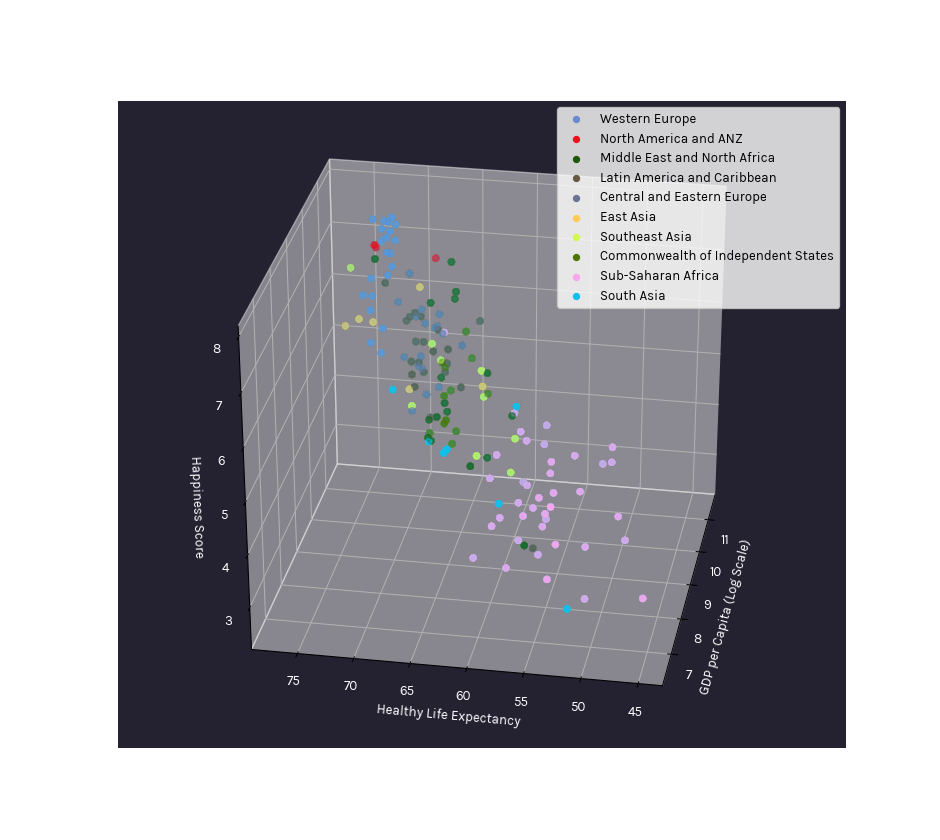 Western Europe
North America and ANZ
Middle East and North Africa
Latin America and Caribbean
Central and Eastern Europe
East Asia
Southeast Asia
Commonwealth of Independent States
Sub-Saharan Africa
South Asia
8
7
6
5
4
3
Happiness Score
75
70
65
60
55
50
45
Healthy Life Expectancy
11
10
9
8
7
GDP per Capita (Log Scale)